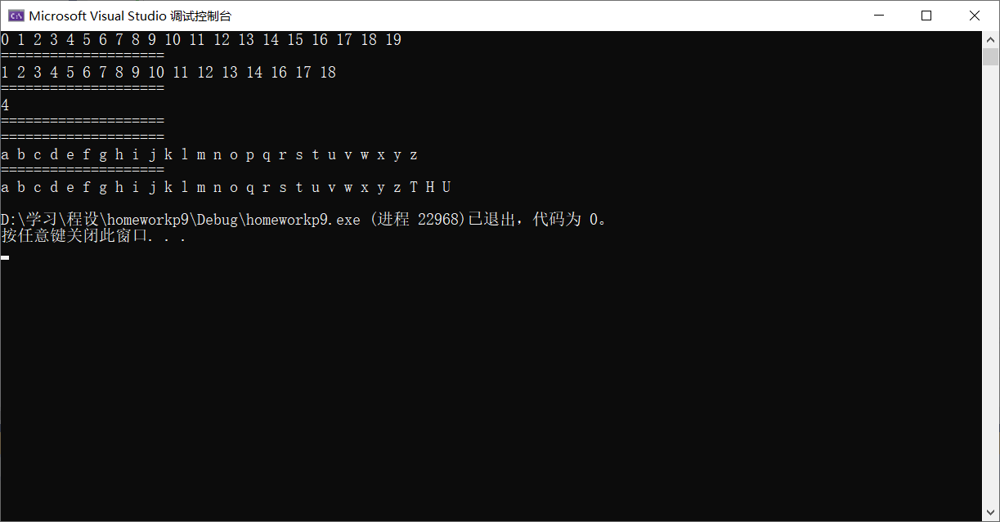 Microsoft Visual Studio 调试控制台
0 1 2 3 4 5 6 7 8 9 10 11 12 13 14 15 16 17 18 19
====================
1 2 3 4 5 6 7 8 9 10 11 12 13 14 16 17 18
====================
4
====================
====================
a b c d e f g h i j k l m n o p q r s t u v w x y z
====================
a b c d e f g h i j k l m n o q r s t u v w x y z T H U
D:\学习\程设\homeworkp9\Debug\homeworkp9.exe (进程 22968)已退出，代码为 0。
按任意键关闭此窗口. . .